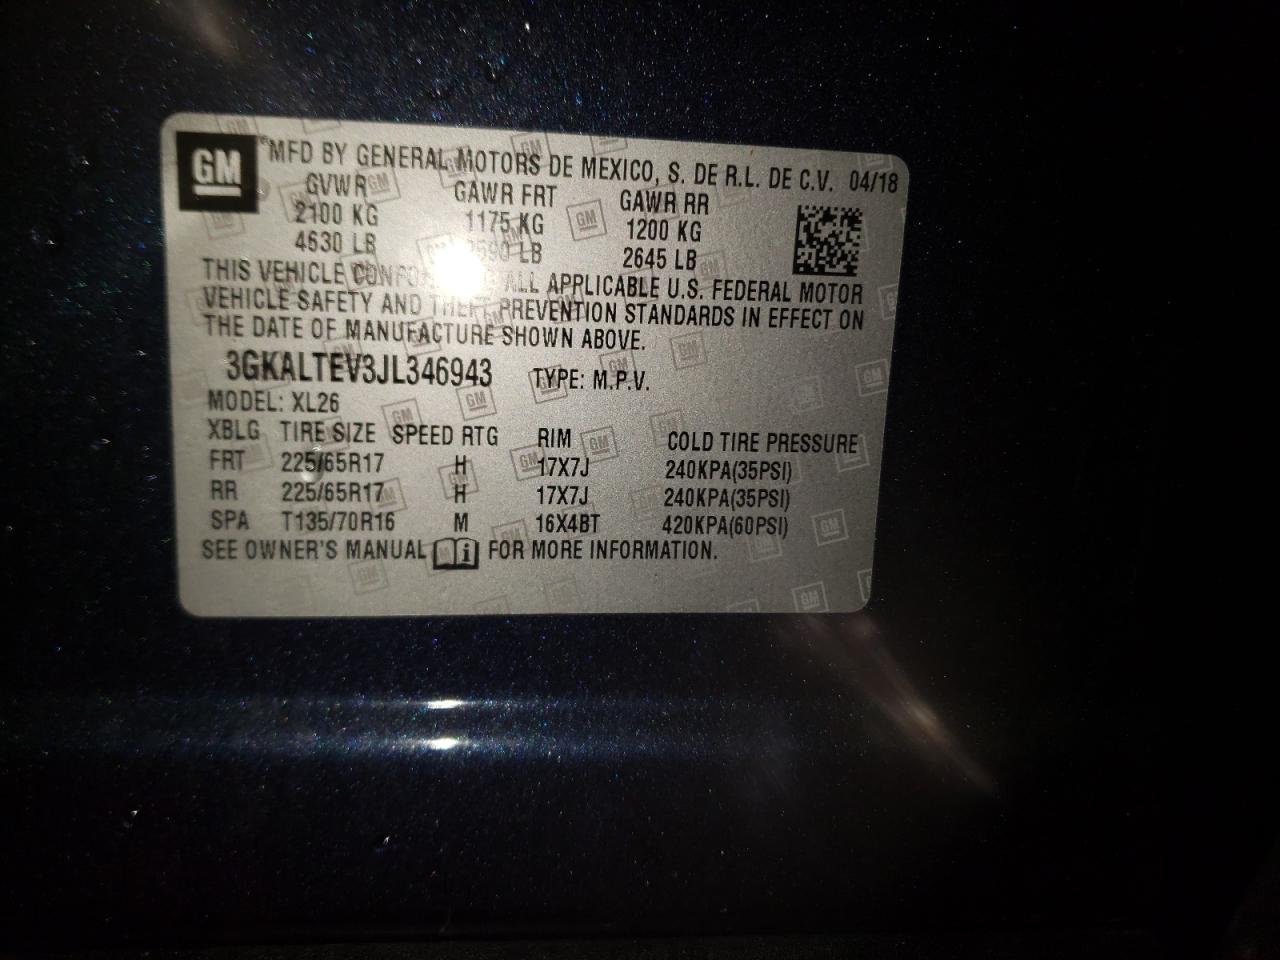 GM MFD BY GENERAL MOTORS DE MEXICO, S. DE R.L. DE C.V. 04/18
GVWR GAWR FRT GAWR RR
2100 KG 1175 KG 1200 KG
4630 LB LB 2645 LB
THIS VEHICLE ALL APPLICABLE U.S. FEDERAL MOTOR
VEHICLE SAFETY AND THEFT PREVENTION STANDARDS IN EFFECT ON
THE DATE OF MANUFACTURE SHOWN ABOVE.
3GKALTEV3JL346943 TYPE: M.P.V.
MODEL: XL26
XBLG TIRE SIZE SPEED RTG RIM COLD TIRE PRESSURE
FRT 225/65R17 H 17X7J 240KPA(35PSI)
RR 225/65R17 H 17X7J 240KPA(35PSI)
SPA T135/70R16 M 16X4BT 420KPA(60PSI)
SEE OWNER'S MANUAL i FOR MORE INFORMATION.